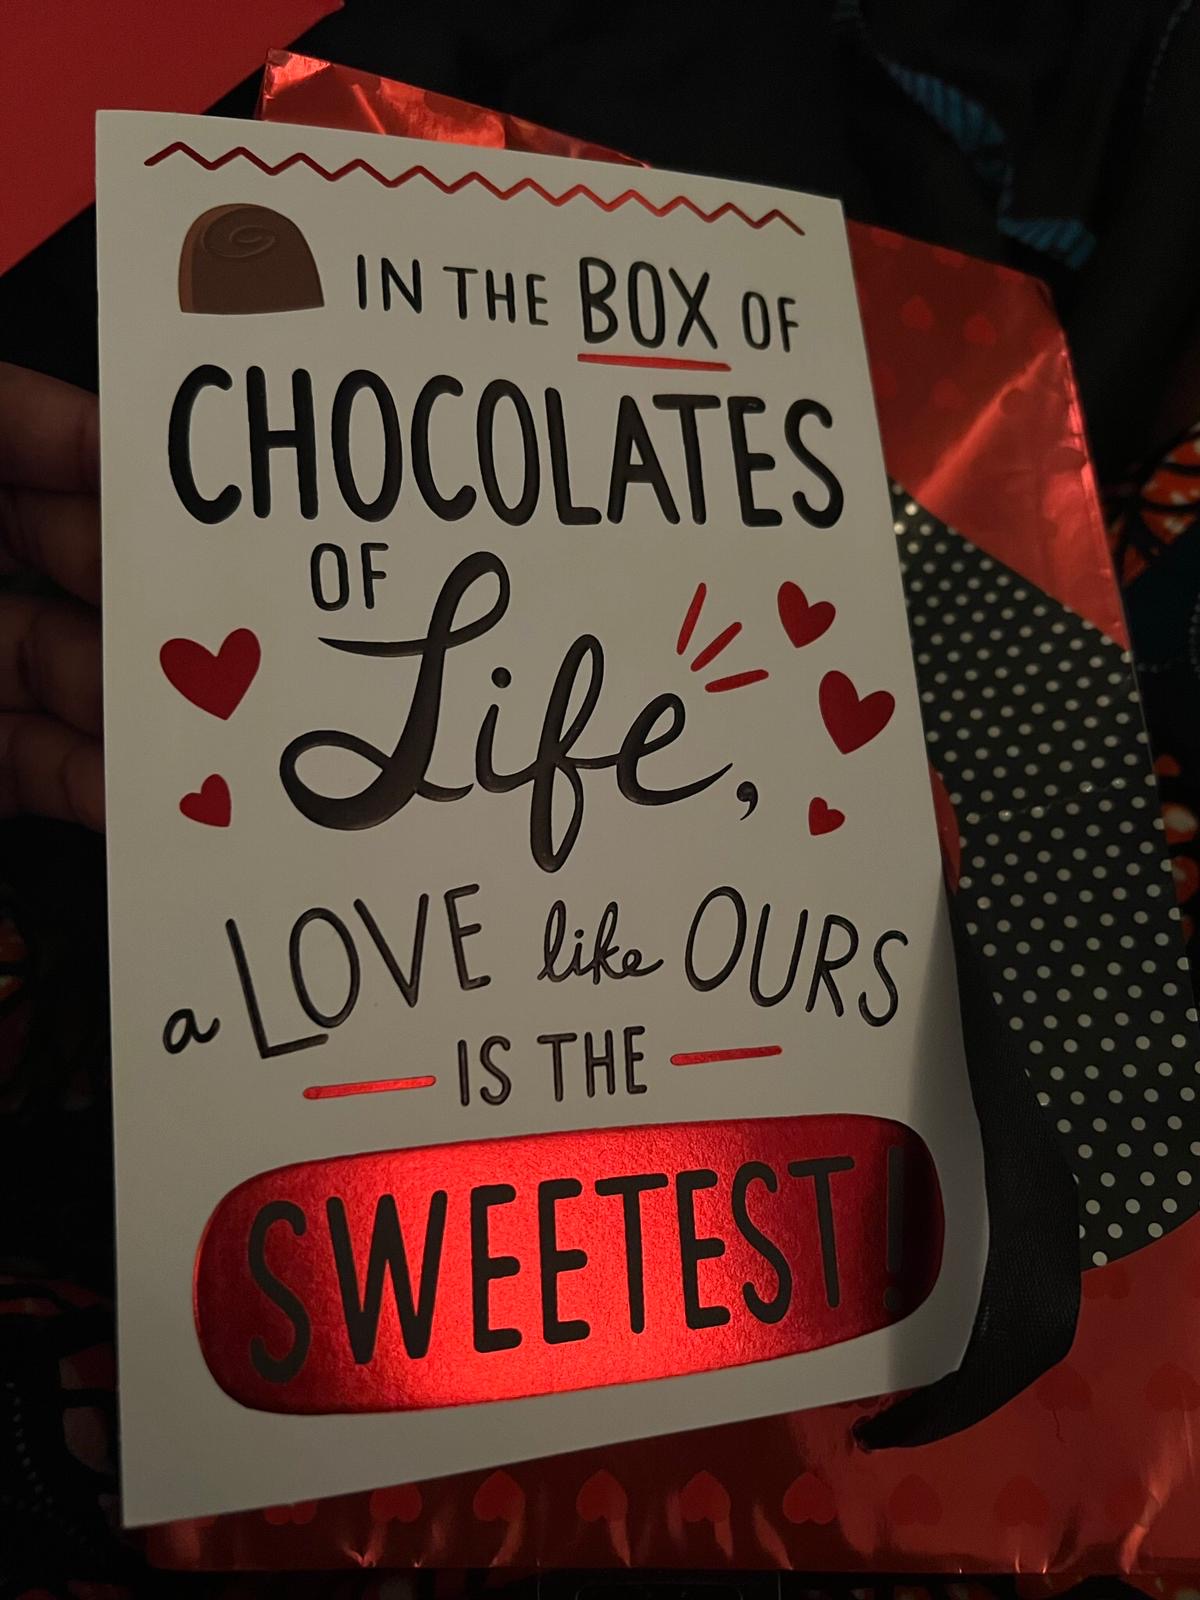 IN THE BOX OF
CHOCOLATES
OF Life,
a LOVE like OURS
IS THE
SWEETEST!